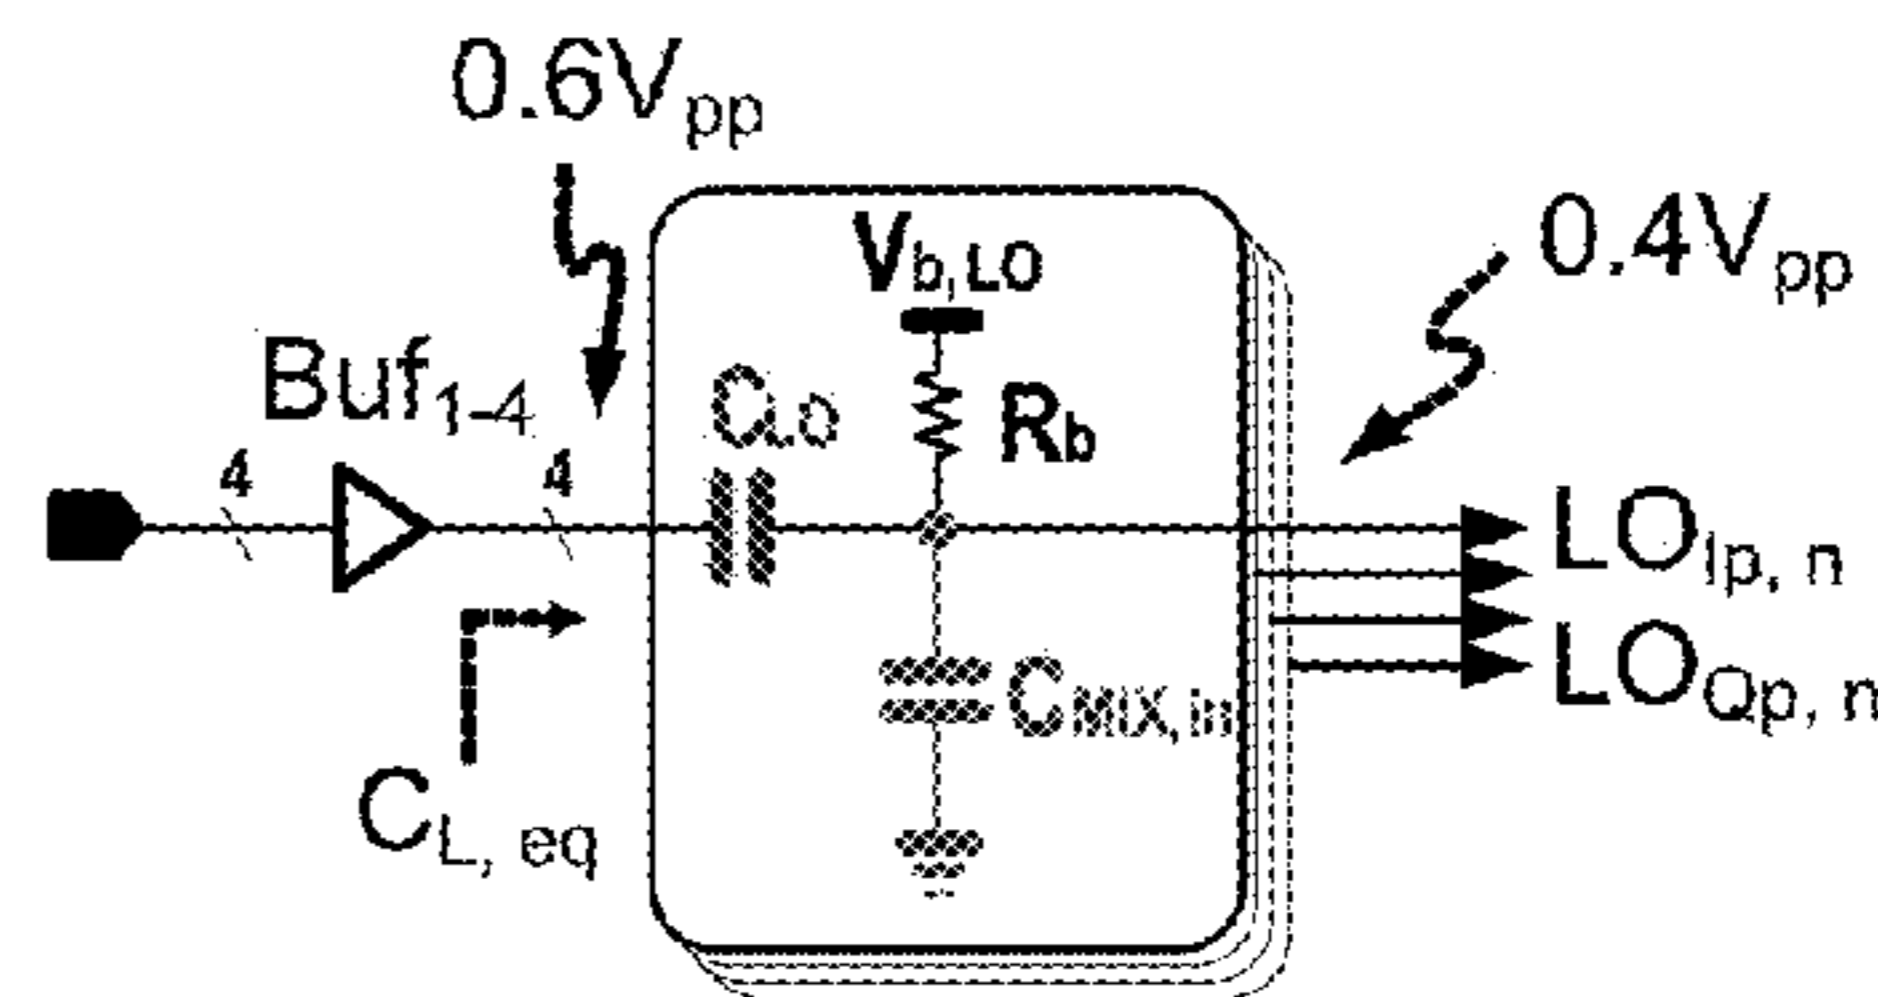 0.6Vpp
0.4Vpp
Vb,LO
Buf1-4
CLO
Rb
4
4
LOIp, n
CMIX,in
LOQp, n
CL, eq